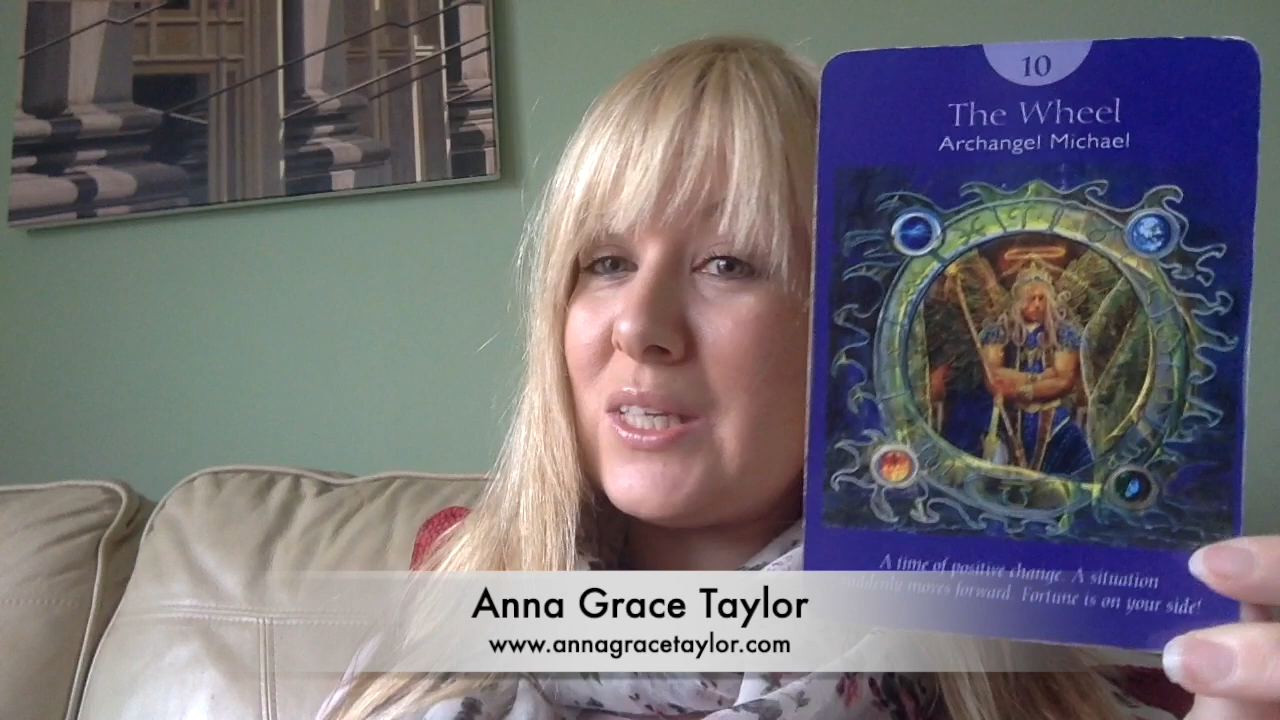 10
The Wheel
Archangel Michael
A time of positive change. A situation
suddenly moves forward. Fortune is on your side!
Anna Grace Taylor
www.annagracetaylor.com